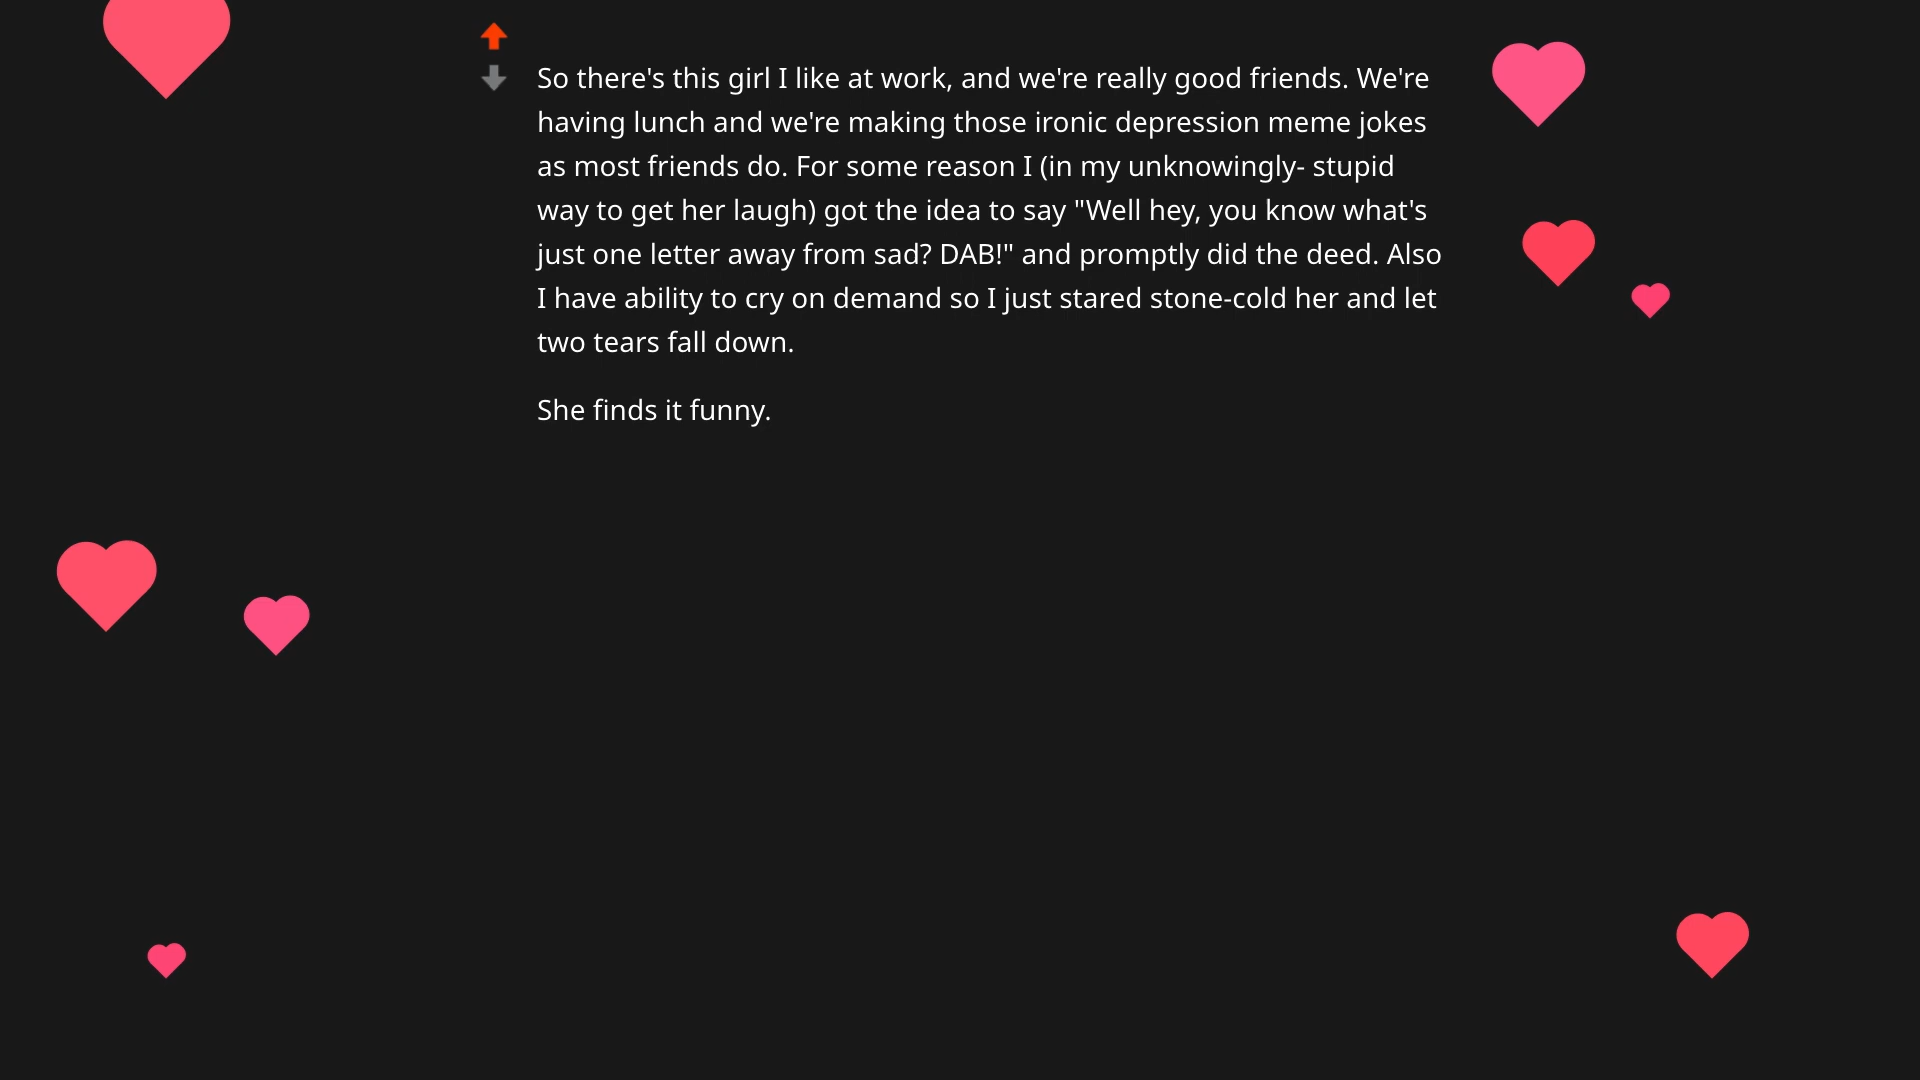 So there's this girl I like at work, and we're really good friends. We're
having lunch and we're making those ironic depression meme jokes
as most friends do. For some reason I (in my unknowingly- stupid
way to get her laugh) got the idea to say "Well hey, you know what's
just one letter away from sad? DAB!" and promptly did the deed. Also
I have ability to cry on demand so I just stared stone-cold her and let
two tears fall down.
She finds it funny.